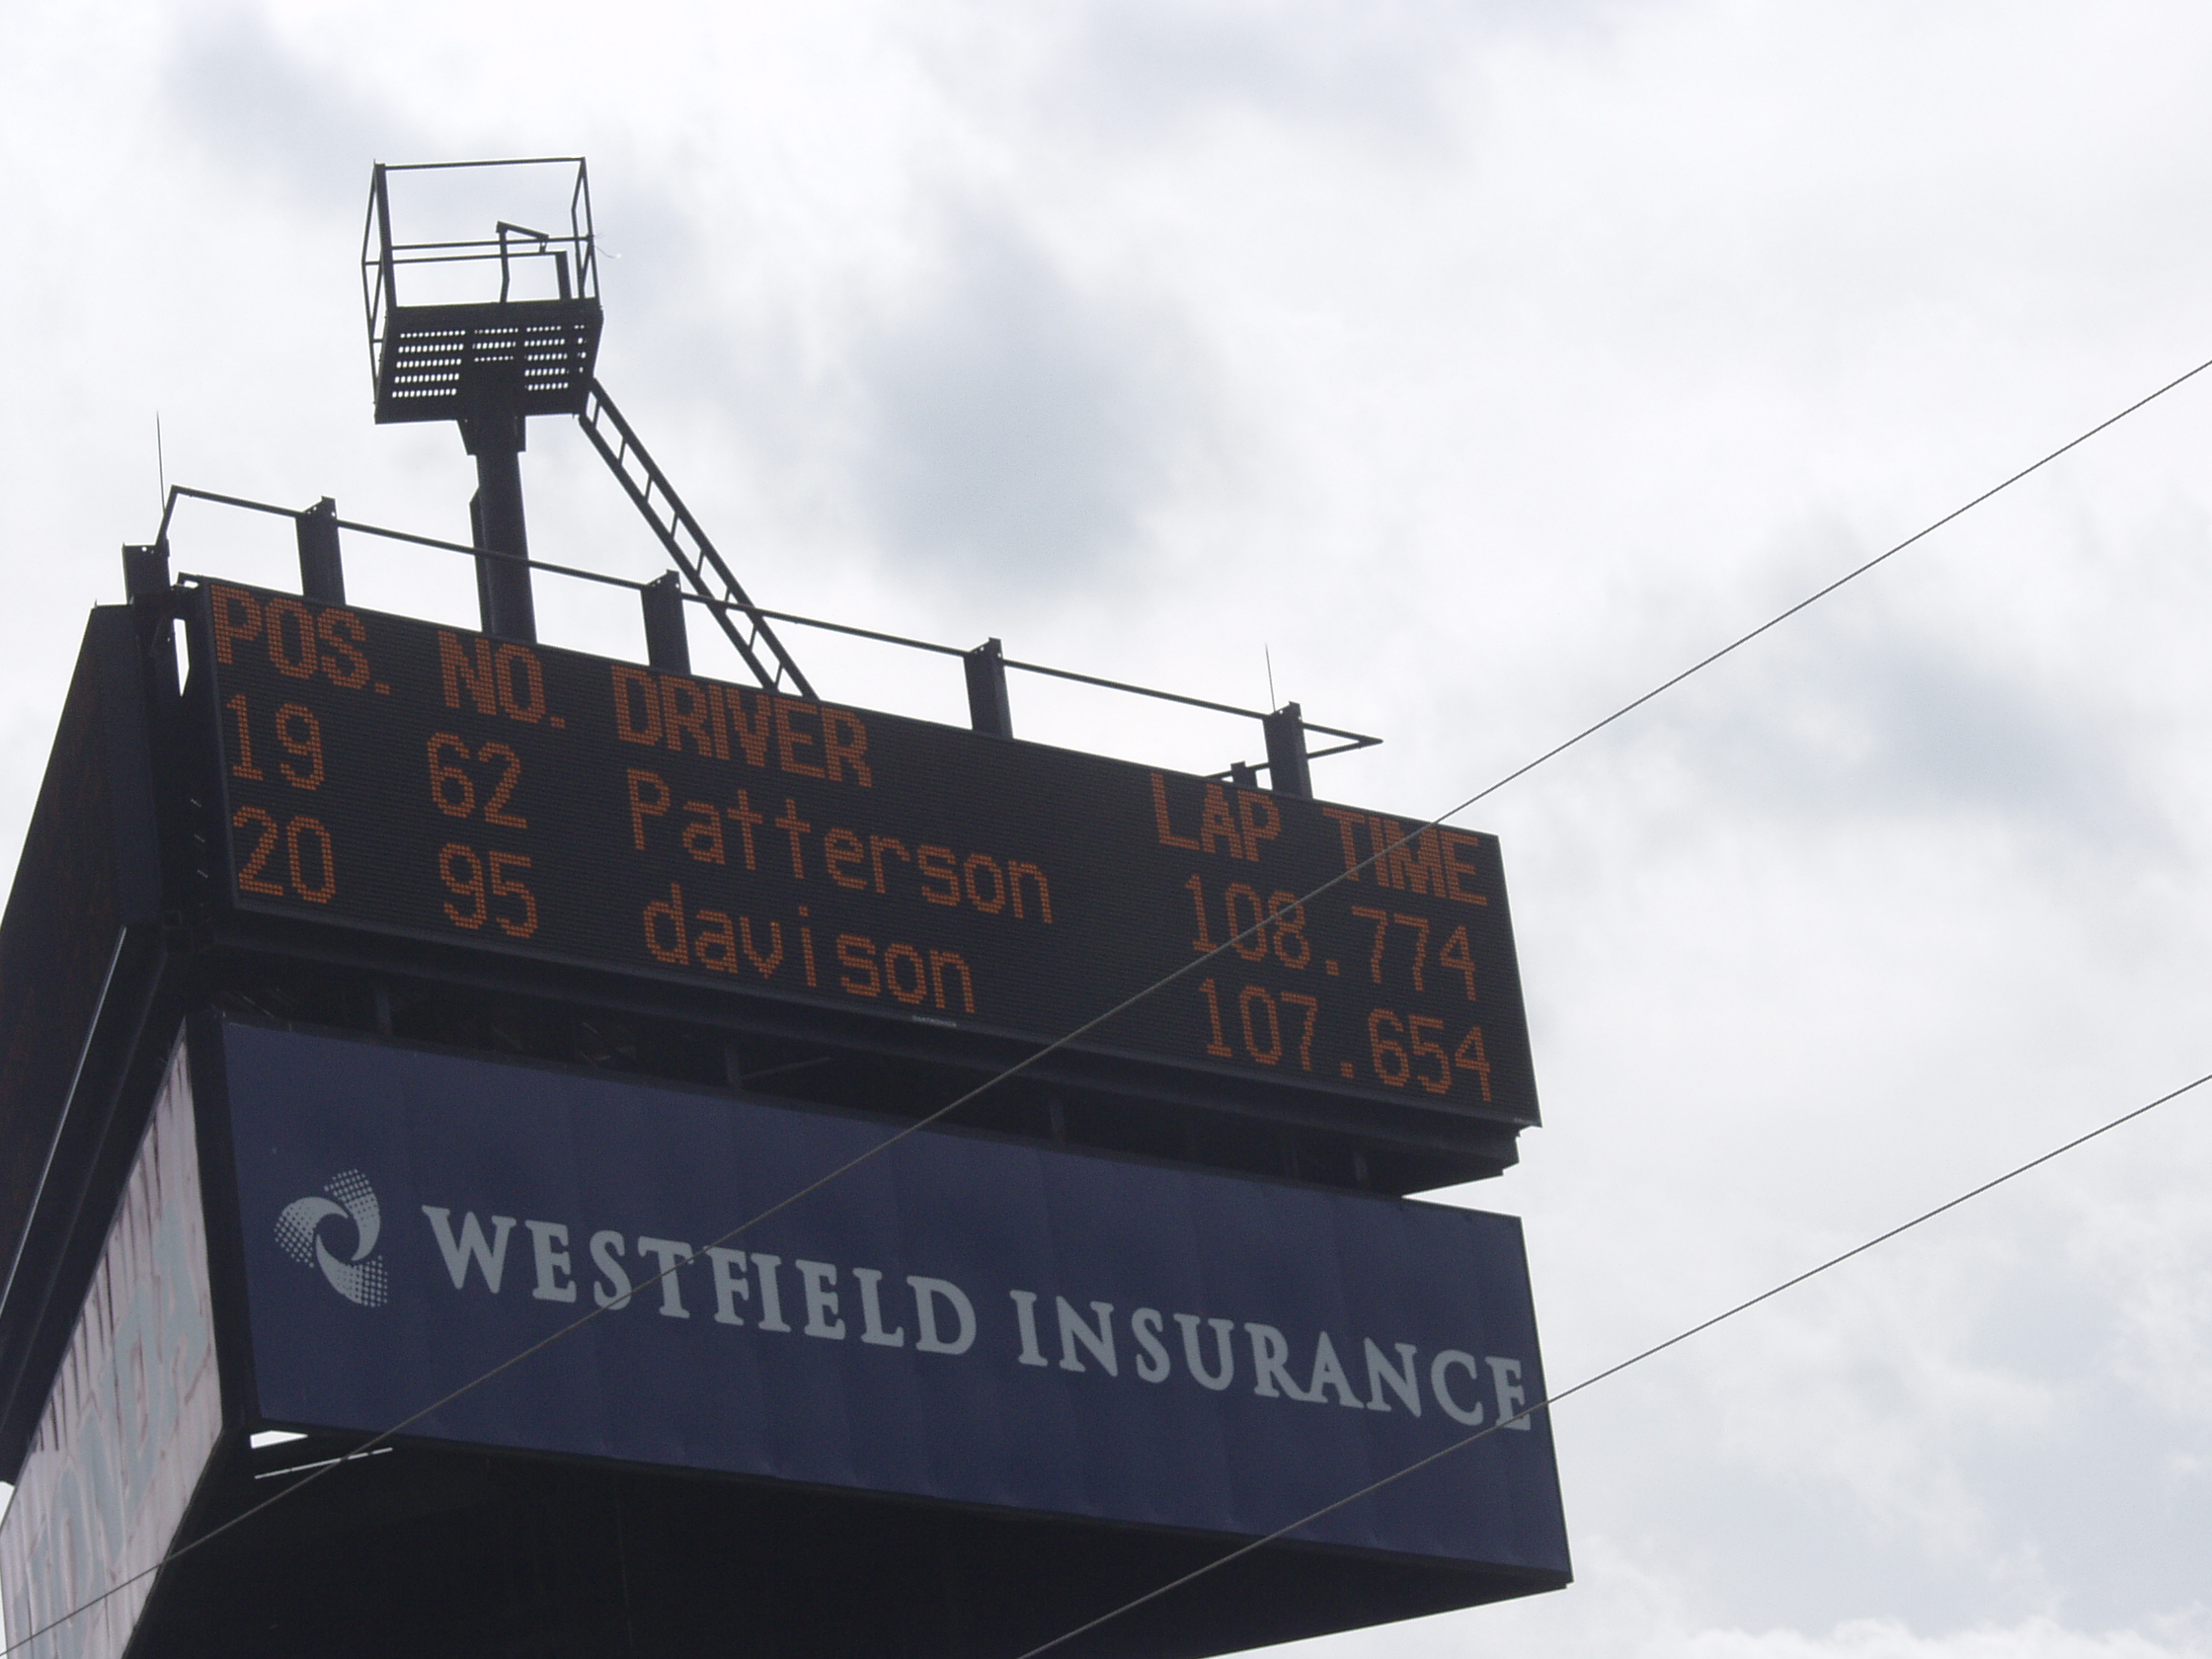 POS. NO. DRIVER LAP TIME
19 62 Patterson 108.774
20 95 davison 107.654
WESTFIELD INSURANCE